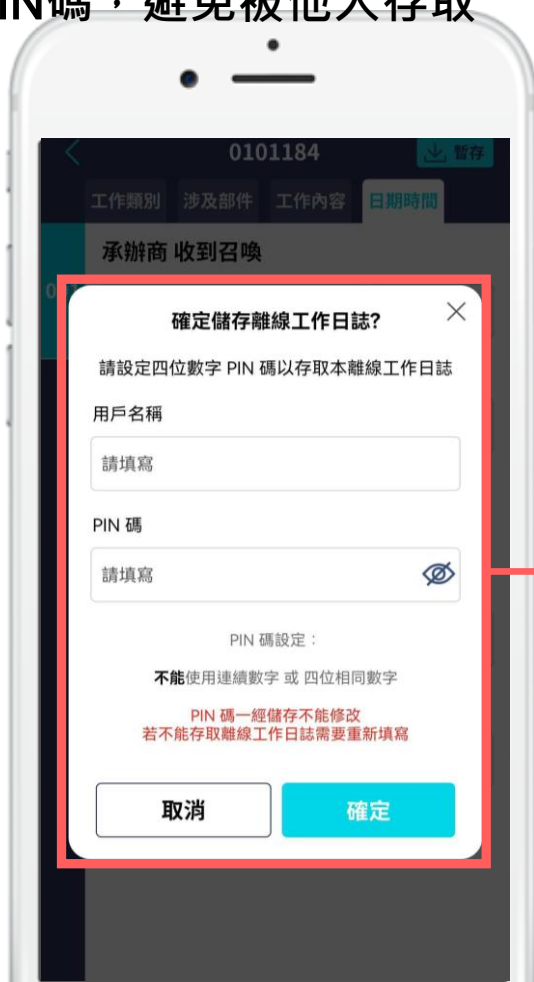 IN碼，避免被他人存取
0101184
暫存
工作類別 涉及部件 工作內容 日期時間
承辦商 收到召喚
確定儲存離線工作日誌?
請設定四位數字 PIN 碼以存取本離線工作日誌
用戶名稱
請填寫
PIN 碼
請填寫
PIN 碼設定：
不能使用連續數字 或 四位相同數字
PIN 碼一經儲存不能修改
若不能存取離線工作日誌需要重新填寫
取消
確定